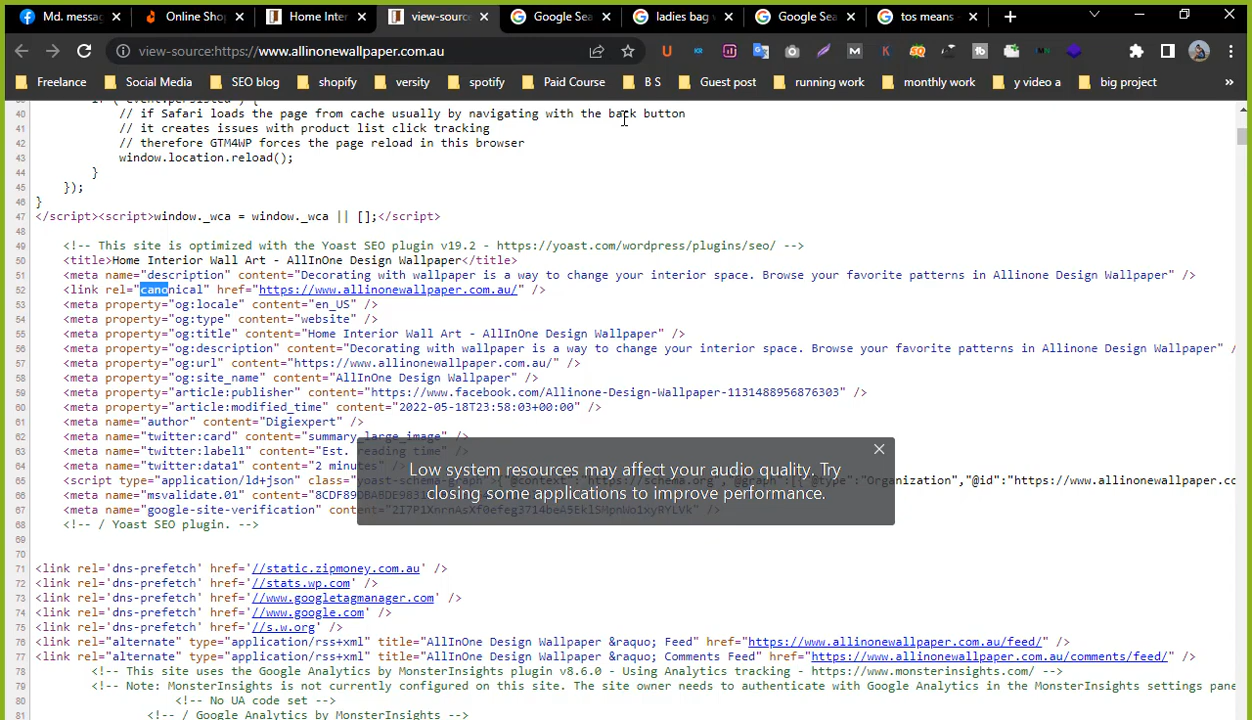 Md. messag
Online Shop
Home Interi
view-source
Google Sea
ladies bag w
Google Sea
tos means -
view-source:https://www.allinonewallpaper.com.au
Freelance
Social Media
SEO blog
shopify
versity
spotify
Paid Course
B S
Guest post
running work
monthly work
y video a
big project
if (event.persisted) {
40 // if Safari loads the page from cache usually by navigating with the back button
41 // it creates issues with product list click tracking
42 // therefore GTM4WP forces the page reload in this browser
43 window.location.reload();
44 }
45 });
46 }
47 </script><script>window._wca = window._wca || [];</script>
48
49 <!-- This site is optimized with the Yoast SEO plugin v19.2 - https://yoast.com/wordpress/plugins/seo/ -->
50 <title>Home Interior Wall Art - AllInOne Design Wallpaper</title>
51 <meta name="description" content="Decorating with wallpaper is a way to change your interior space. Browse your favorite patterns in Allinone Design Wallpaper" />
52 <link rel="canonical" href="https://www.allinonewallpaper.com.au/" />
53 <meta property="og:locale" content="en_US" />
54 <meta property="og:type" content="website" />
55 <meta property="og:title" content="Home Interior Wall Art - AllInOne Design Wallpaper" />
56 <meta property="og:description" content="Decorating with wallpaper is a way to change your interior space. Browse your favorite patterns in Allinone Design Wallpaper" /
57 <meta property="og:url" content="https://www.allinonewallpaper.com.au/" />
58 <meta property="og:site_name" content="AllInOne Design Wallpaper" />
59 <meta property="article:publisher" content="https://www.facebook.com/Allinone-Design-Wallpaper-1131488956876303" />
60 <meta property="article:modified_time" content="2022-05-18T23:58:03+00:00" />
61 <meta name="author" content="Digiexpert" />
62 <meta name="twitter:card" content="summary_large_image" />
63 <meta name="twitter:label1" content="Est. reading time" />
64 <meta name="twitter:data1" content="2 minutes" />
65 <script type="application/ld+json" class="yoast-schema-graph">{"@context":"https://schema.org","@graph":[{"@type":"Organization","@id":"https://www.allinonewallpaper.co
66 <meta name="msvalidate.01" content=
67 <meta name="google-site-verification" content= />
68 <!-- / Yoast SEO plugin. -->
69
70
Low system resources may affect your audio quality. Try
closing some applications to improve performance.
71 <link rel='dns-prefetch' href='//static.zipmoney.com.au' />
72 <link rel='dns-prefetch' href='//stats.wp.com' />
73 <link rel='dns-prefetch' href='//www.googletagmanager.com' />
74 <link rel='dns-prefetch' href='//www.google.com' />
75 <link rel='dns-prefetch' href='//s.w.org' />
76 <link rel="alternate" type="application/rss+xml" title="AllInOne Design Wallpaper &raquo; Feed" href="https://www.allinonewallpaper.com.au/feed/" />
77 <link rel="alternate" type="application/rss+xml" title="AllInOne Design Wallpaper &raquo; Comments Feed" href="https://www.allinonewallpaper.com.au/comments/feed/" />
78 <!-- This site uses the Google Analytics by MonsterInsights plugin v8.6.0 - Using Analytics tracking - https://www.monsterinsights.com/ -->
79 <!-- Note: MonsterInsights is not currently configured on this site. The site owner needs to authenticate with Google Analytics in the MonsterInsights settings pane
80 <!-- No UA code set -->
81 <!-- / Google Analytics by MonsterInsights -->